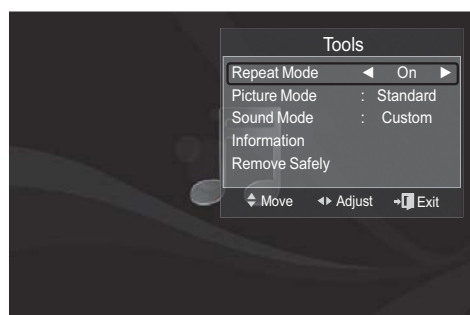 Tools
Repeat Mode ◀ On ▶
Picture Mode : Standard
Sound Mode : Custom
Information
Remove Safely
Move Adjust Exit